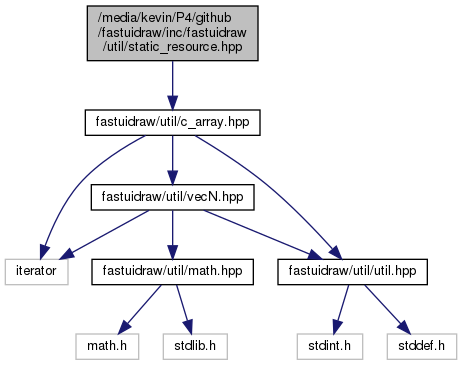 /media/kevin/P4/github
/fastuidraw/inc/fastuidraw
/util/static_resource.hpp
fastuidraw/util/c_array.hpp
fastuidraw/util/vecN.hpp
iterator
fastuidraw/util/math.hpp
fastuidraw/util/util.hpp
math.h
stdlib.h
stdint.h
stddef.h